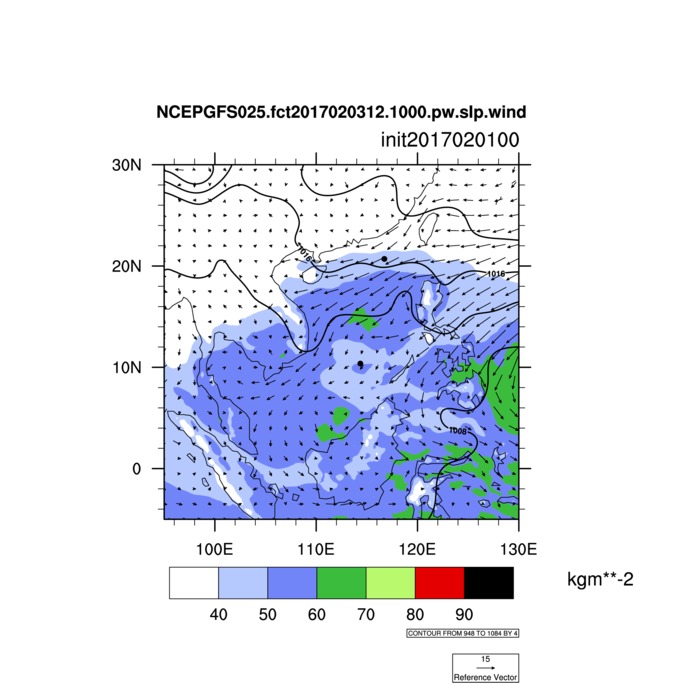 NCEPGFS025.fct2017020312.1000.pw.slp.wind
init2017020100
30N
1016
20N
1016
10N
1008
0
100E 110E 120E 130E
kgm**-2
40 50 60 70 80 90
CONTOUR FROM 948 TO 1084 BY 4
15
Reference Vector